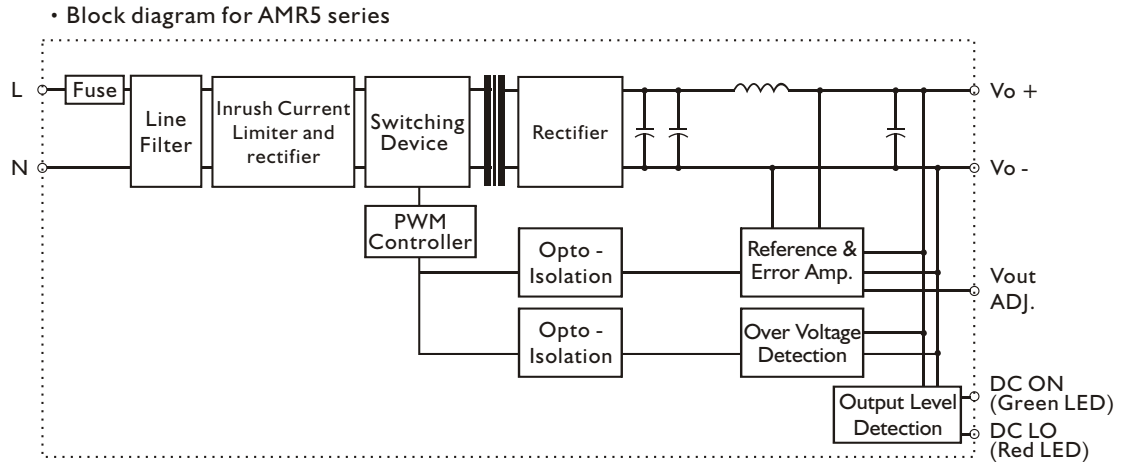 • Block diagram for AMR5 series
L
Fuse
Line
Filter
Inrush Current
Limiter and
rectifier
Switching
Device
Rectifier
Vo +
N
Vo -
PWM
Controller
Opto -
Isolation
Reference &
Error Amp.
Vout
ADJ.
Opto -
Isolation
Over Voltage
Detection
Output Level
Detection
DC ON
(Green LED)
DC LO
(Red LED)